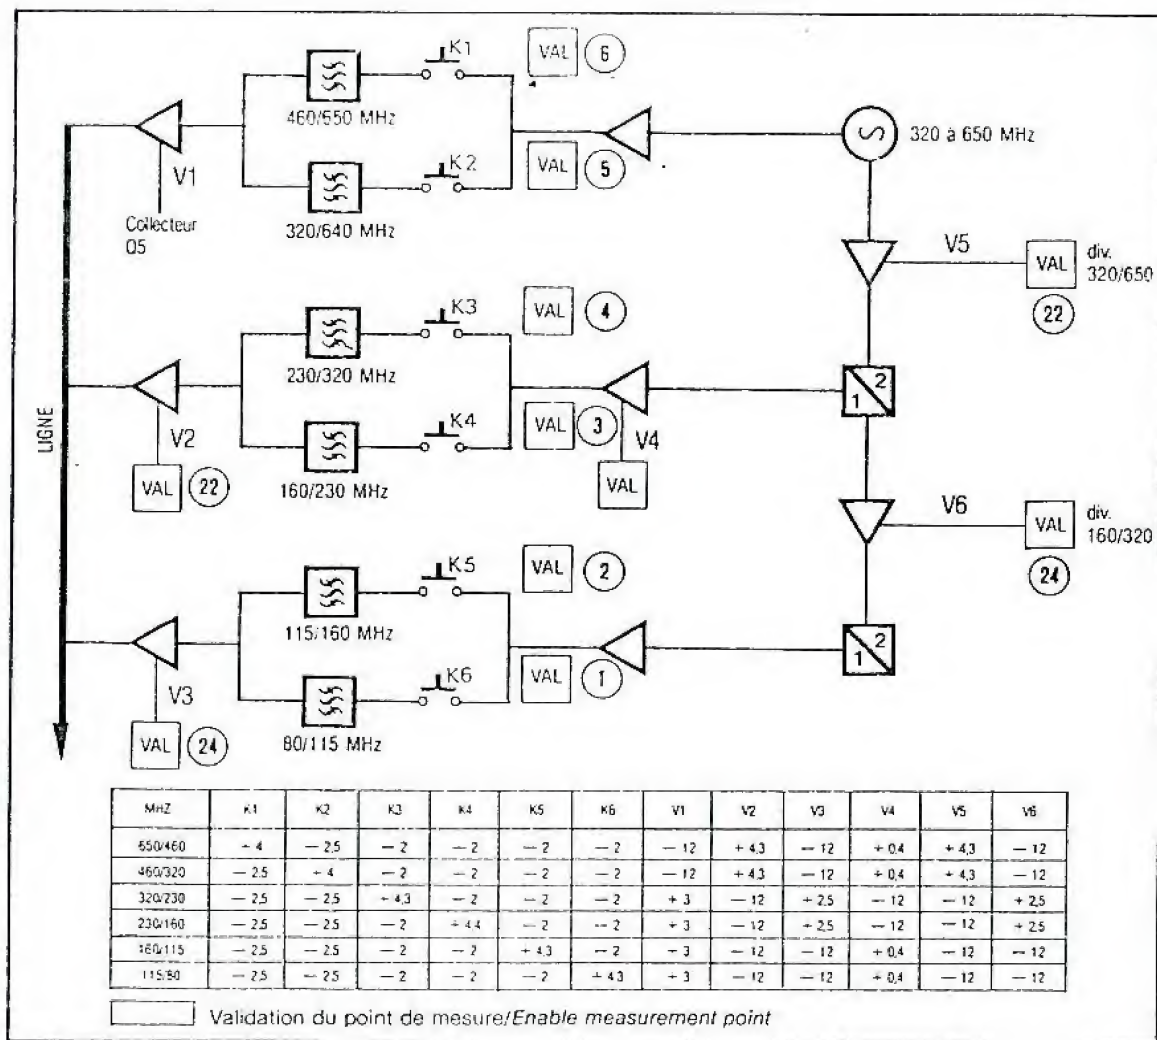 K1
VAL 6
460/650 MHz
320 à 650 MHz
V1
K2
VAL 5
Collecteur
Q5
320/640 MHz
V5
VAL
div.
320/650
22
K3
VAL 4
230/320 MHz
2
1
LIGNE
V2
K4
VAL 3
V4
VAL 22
160/230 MHz
VAL
V6
VAL
div.
160/320
24
K5
VAL 2
115/160 MHz
2
1
V3
K6
VAL 1
VAL 24
80/115 MHz
MHZ K1 K2 K3 K4 K5 K6 V1 V2 V3 V4 V5 V6
650/460 + 4 — 2,5 — 2 — 2 — 2 — 2 — 12 + 4,3 — 12 + 0,4 + 4,3 — 12
460/320 — 2,5 + 4 — 2 — 2 — 2 — 2 — 12 + 4,3 — 12 + 0,4 + 4,3 — 12
320/230 — 2,5 — 2,5 + 4,3 — 2 — 2 — 2 + 3 — 12 + 2,5 — 12 — 12 + 2,5
230/160 — 2,5 — 2,5 — 2 + 4,4 — 2 — 2 + 3 — 12 + 2,5 — 12 — 12 + 2,5
160/115 — 2,5 — 2,5 — 2 — 2 + 4,3 — 2 + 3 — 12 — 12 + 0,4 — 12 — 12
115/80 — 2,5 — 2,5 — 2 — 2 — 2 + 4,3 + 3 — 12 — 12 + 0,4 — 12 — 12
Validation du point de mesure/Enable measurement point